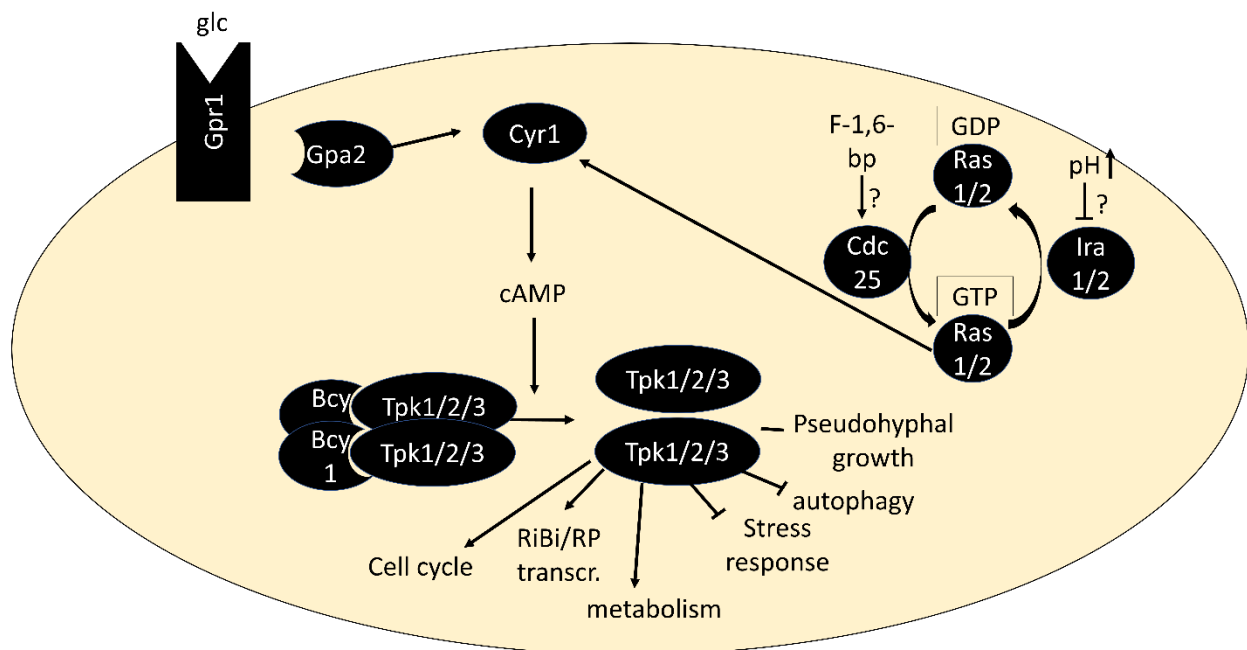 glc
Gpr1
Gpa2
Cyr1
F-1,6-
bp
?
Cdc
25
GDP
Ras
1/2
pH
?
Ira
1/2
GTP
Ras
1/2
cAMP
Bcy
Tpk1/2/3
Bcy
1
Tpk1/2/3
Tpk1/2/3
Tpk1/2/3
Pseudohyphal
growth
autophagy
Stress
response
RiBi/RP
transcr.
Cell cycle
metabolism